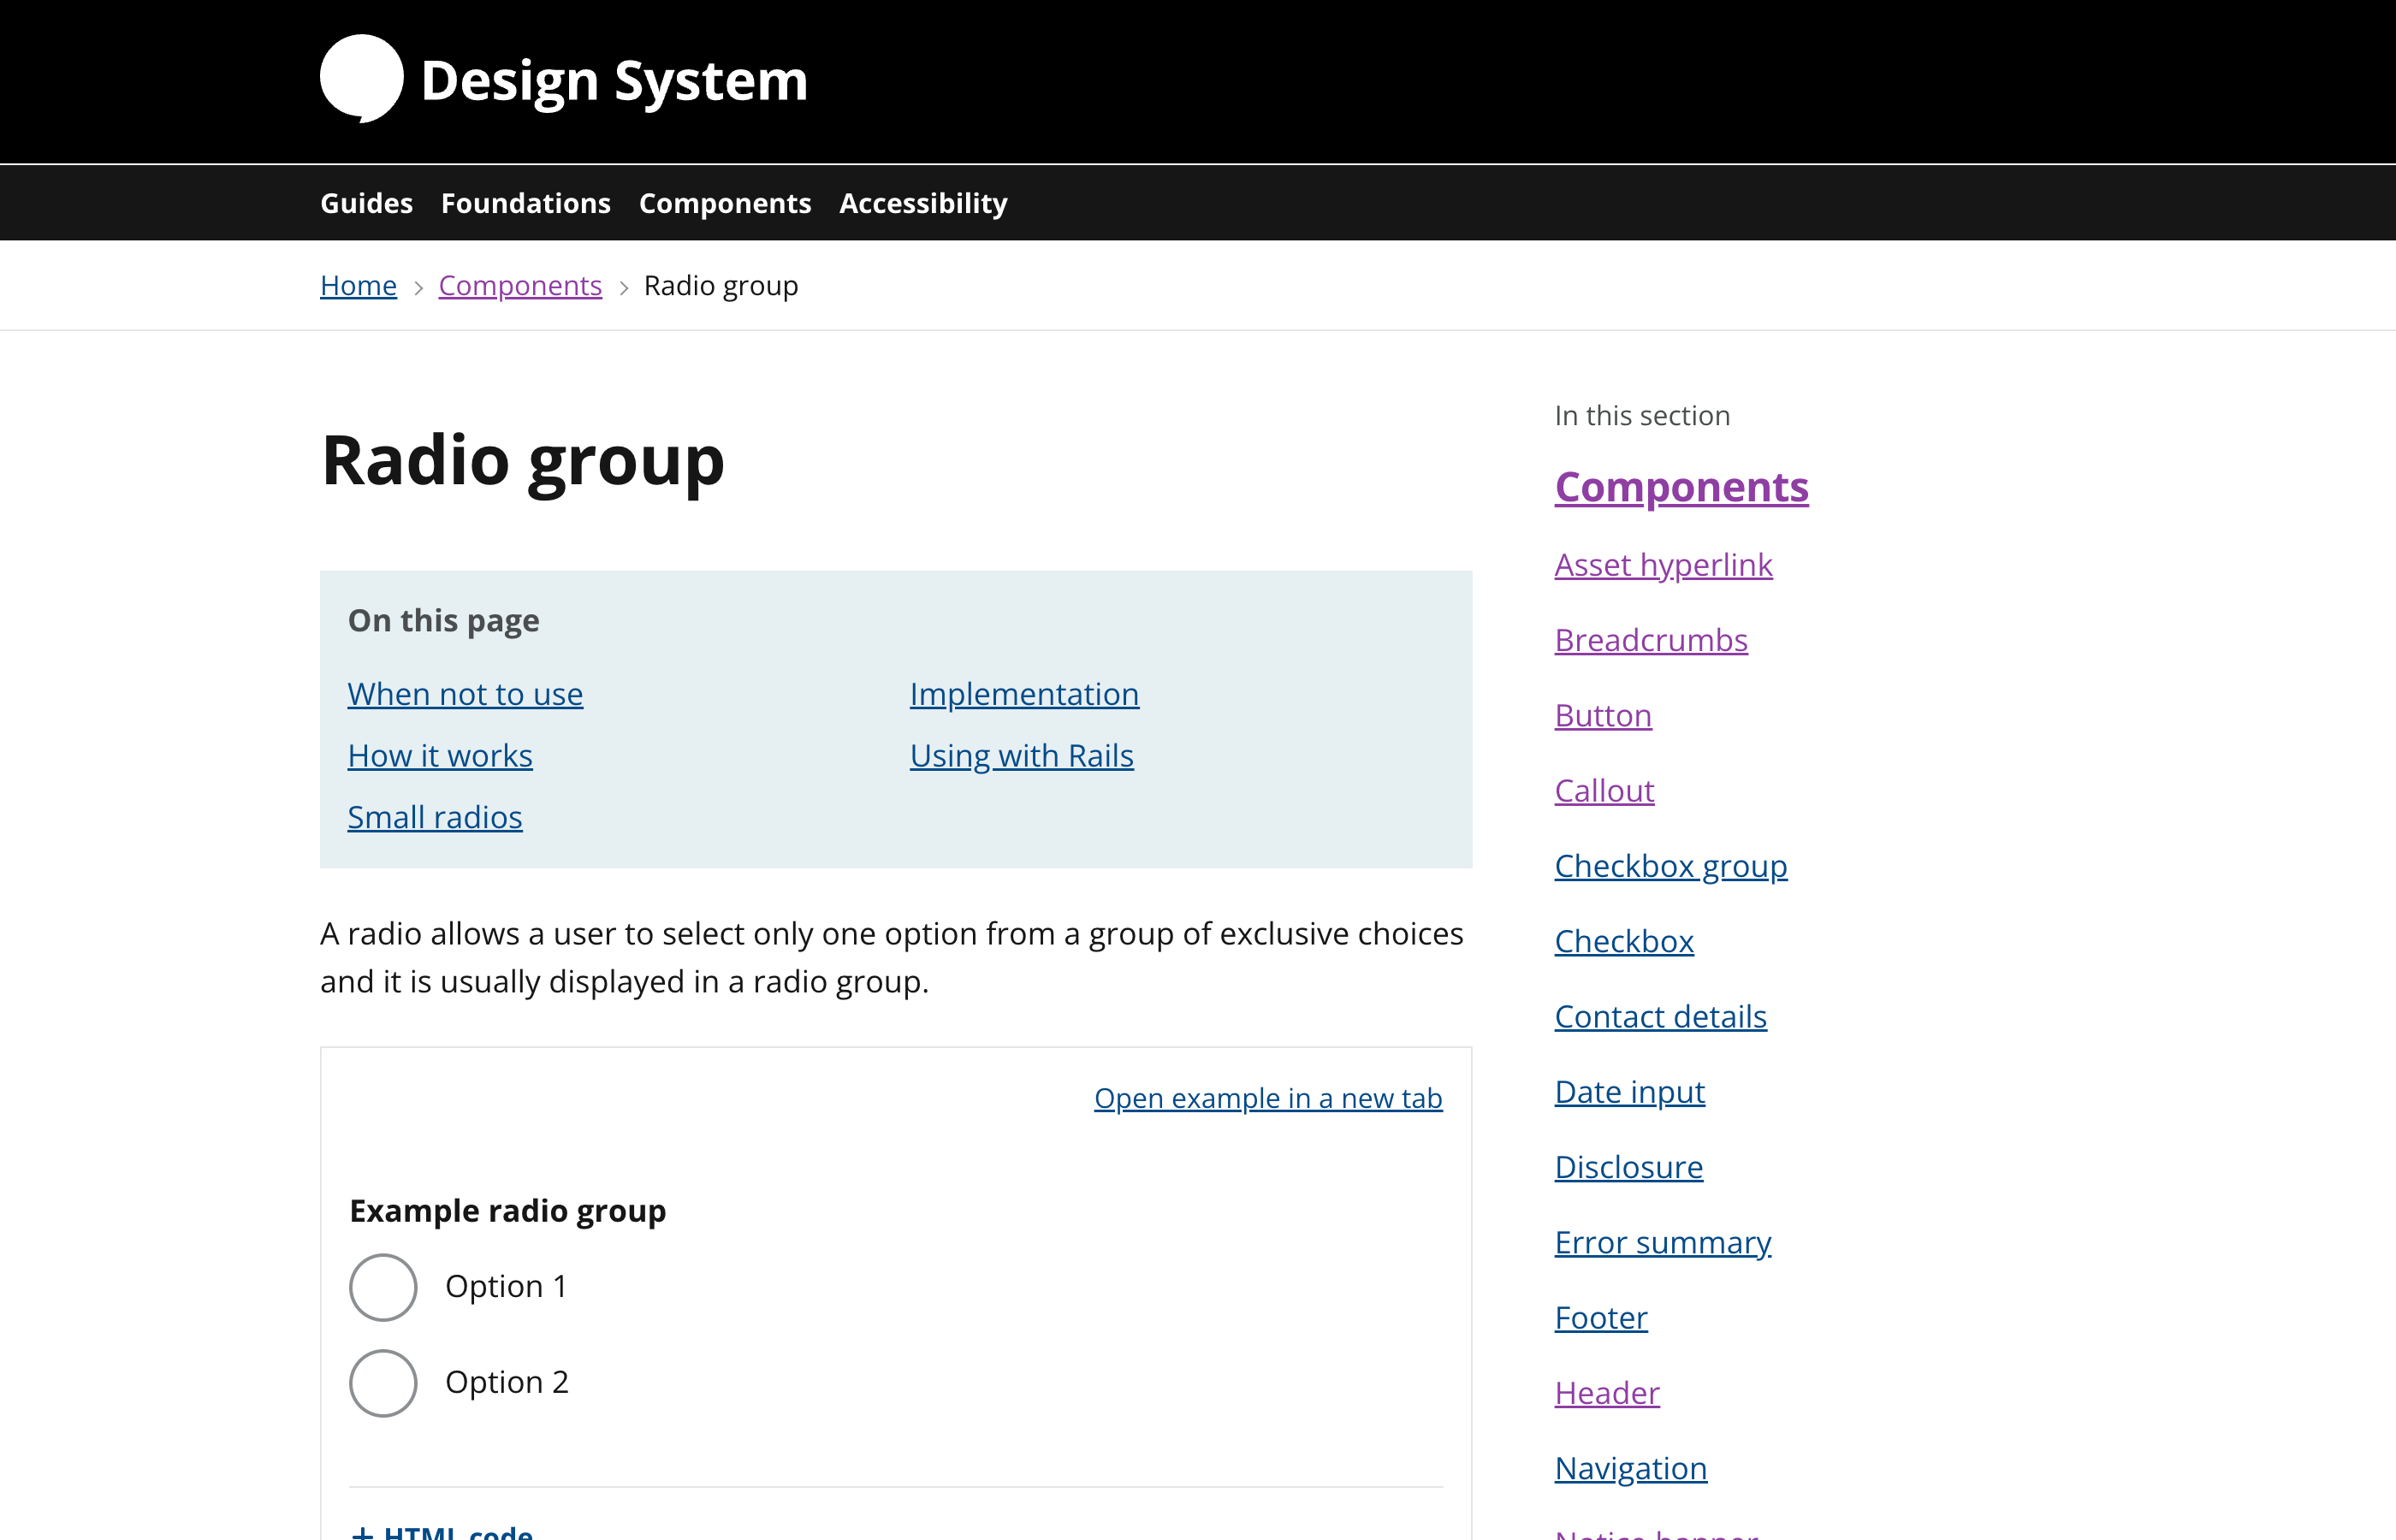 Design System
Guides Foundations Components Accessibility
Home > Components > Radio group
Radio group
On this page
When not to use
How it works
Small radios
Implementation
Using with Rails
A radio allows a user to select only one option from a group of exclusive choices
and it is usually displayed in a radio group.
Open example in a new tab
Example radio group
Option 1
Option 2
+ HTML code
In this section
Components
Asset hyperlink
Breadcrumbs
Button
Callout
Checkbox group
Checkbox
Contact details
Date input
Disclosure
Error summary
Footer
Header
Navigation
Notice banner